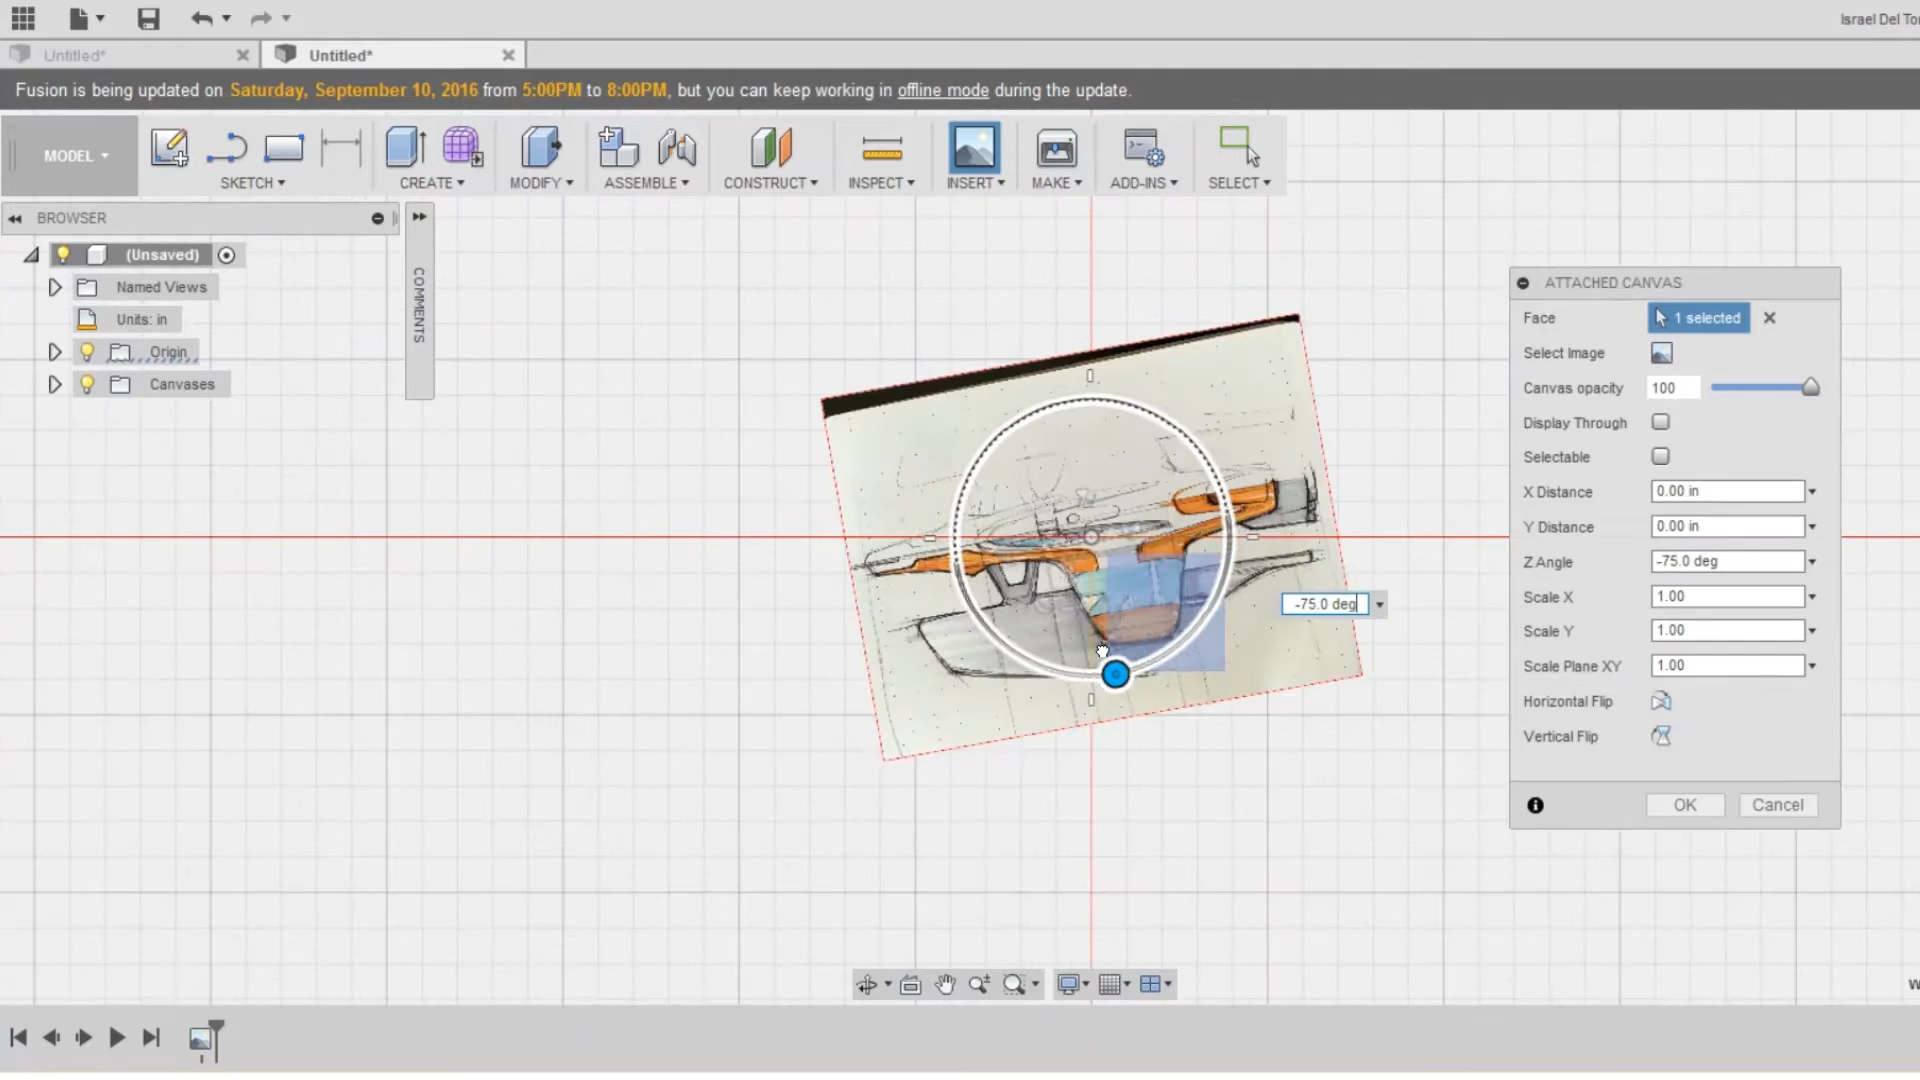 Israel Del To
Untitled*
Untitled*
Fusion is being updated on Saturday, September 10, 2016 from 5:00PM to 8:00PM, but you can keep working in offline mode during the update.
MODEL
SKETCH
CREATE
MODIFY
ASSEMBLE
CONSTRUCT
INSPECT
INSERT
MAKE
ADD-INS
SELECT
BROWSER
(Unsaved)
Named Views
Units: in
Origin
Canvases
COMMENTS
-75.0 deg
ATTACHED CANVAS
Face 1 selected
Select Image
Canvas opacity 100
Display Through
Selectable
X Distance 0.00 in
Y Distance 0.00 in
Z Angle -75.0 deg
Scale X 1.00
Scale Y 1.00
Scale Plane XY 1.00
Horizontal Flip
Vertical Flip
OK Cancel
W